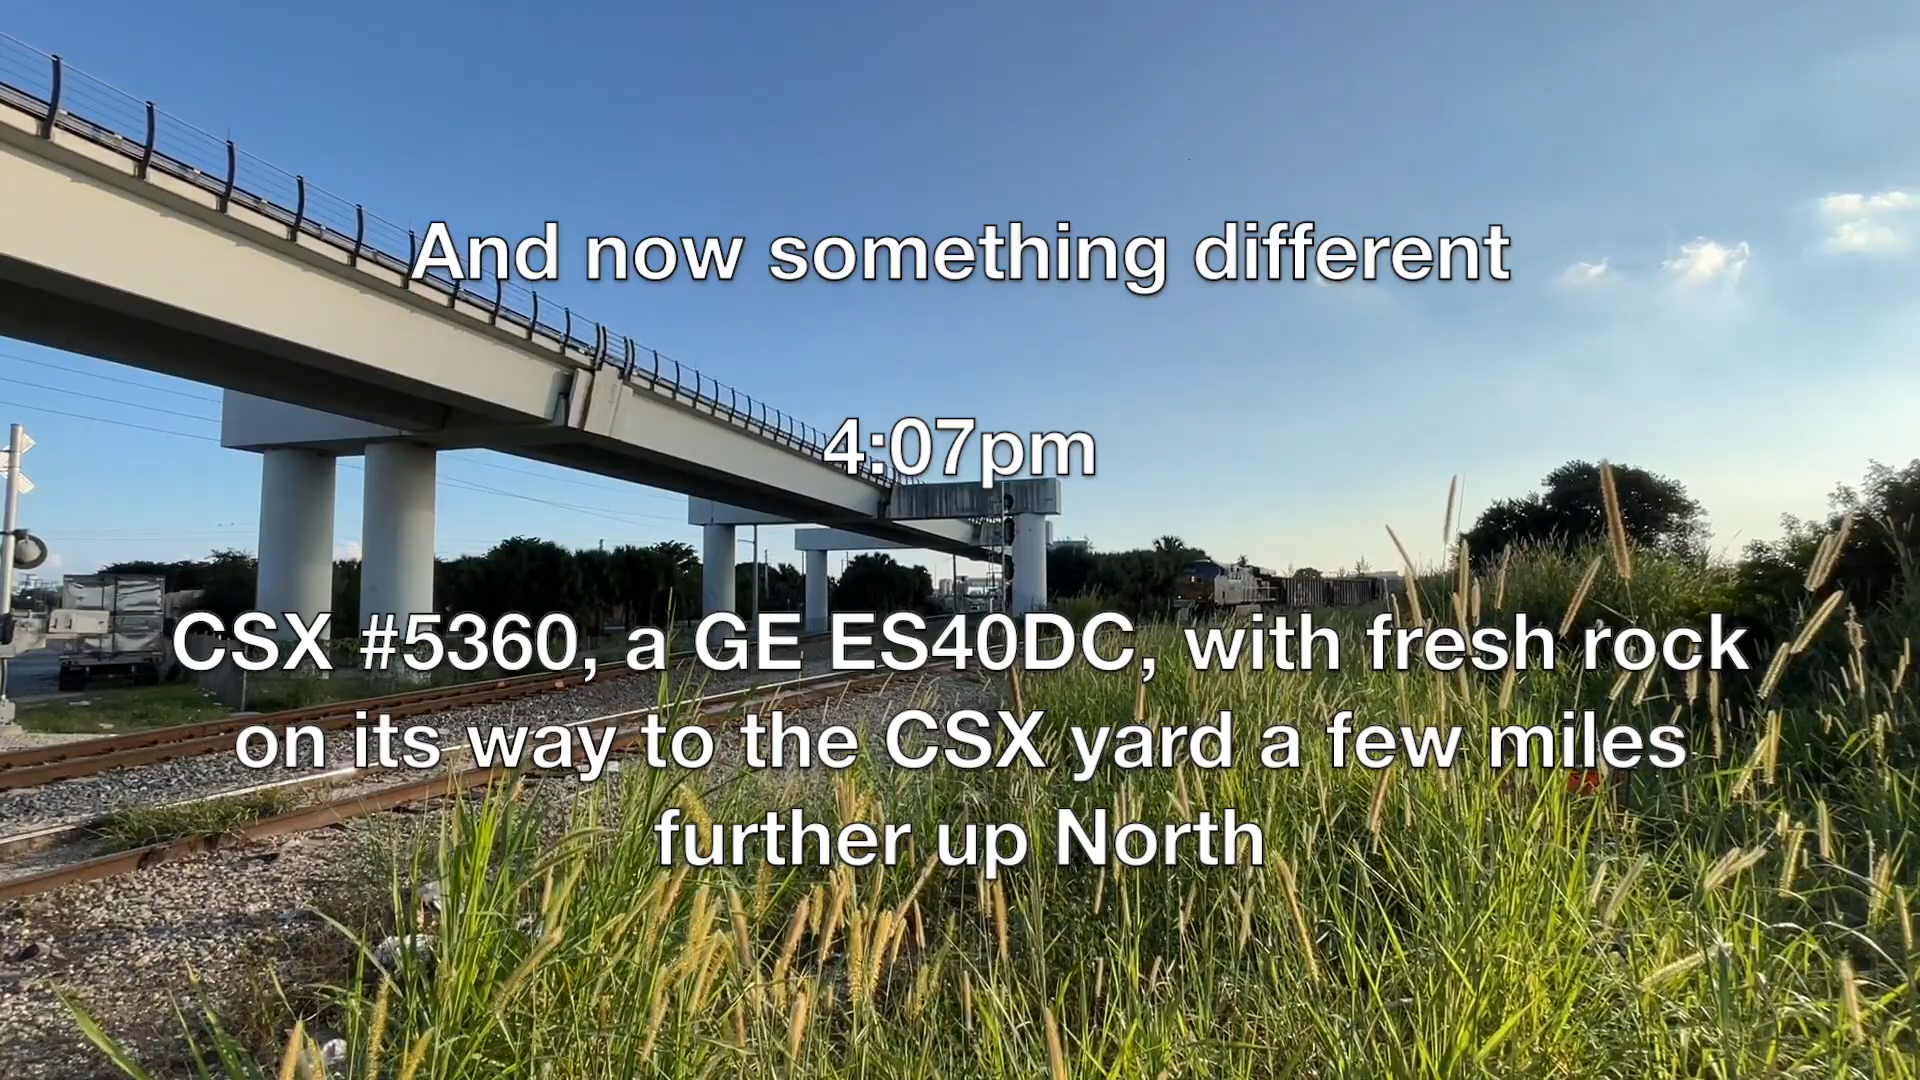 And now something different
4:07pm
CSX #5360, a GE ES40DC, with fresh rock
on its way to the CSX yard a few miles
further up North